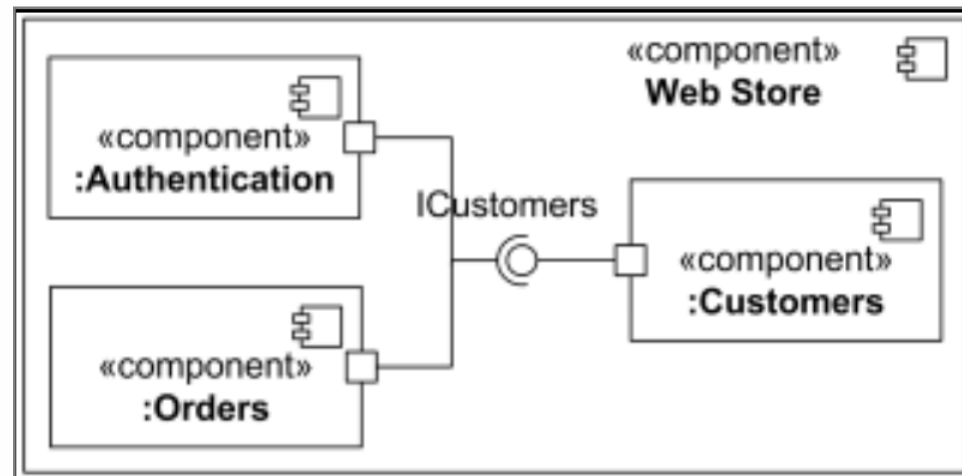 «component»
Web Store
«component»
:Authentication
ICustomers
«component»
:Customers
«component»
:Orders